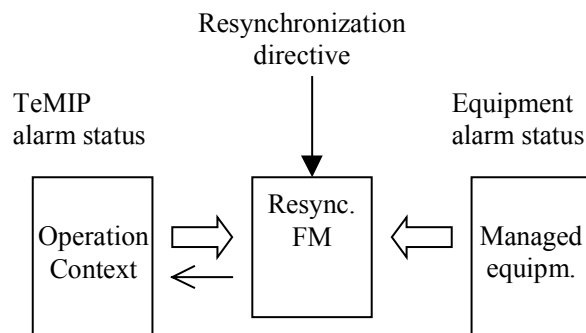 Resynchronization
directive
TeMIP
alarm status
Equipment
alarm status
Operation
Context
Resync.
FM
Managed
equipm.